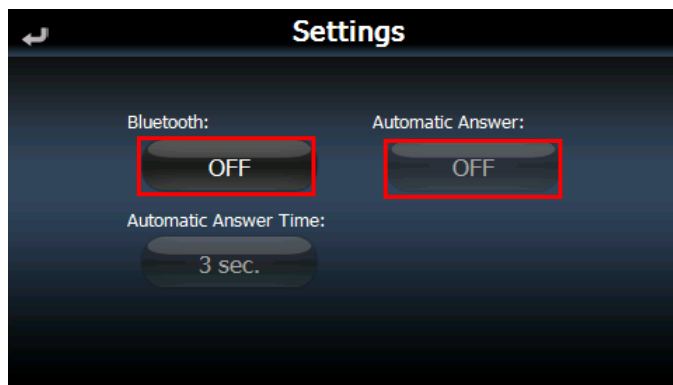 Settings
Bluetooth: Automatic Answer:
OFF OFF
Automatic Answer Time:
3 sec.